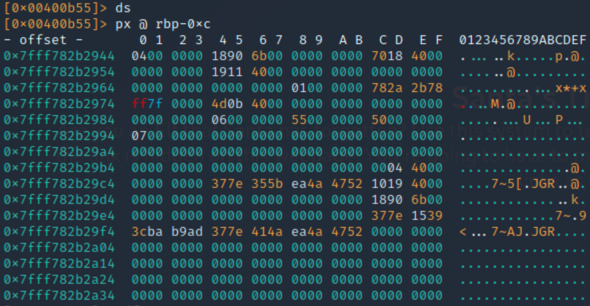 [0×00400b55]> ds
[0×00400b55]> px @ rbp-0×c
- offset -       0 1  2 3  4 5  6 7  8 9  A B  C D  E F  0123456789ABCDEF
0×7fff782b2944  0400 0000 1890 6b00 0000 0000 7018 4000  ......k.....p.@.
0×7fff782b2954  0000 0000 1911 4000 0000 0000 0000 0000  ......@.........
0×7fff782b2964  0000 0000 0000 0000 0100 0000 782a 2b78  ............x*+x
0×7fff782b2974  ff7f 0000 4d0b 4000 0000 0000 0000 0000  ....M.@.........
0×7fff782b2984  0000 0000 0600 0000 5500 0000 5000 0000  ........U...P...
0×7fff782b2994  0700 0000 0000 0000 0000 0000 0000 0000  ................
0×7fff782b29a4  0000 0000 0000 0000 0000 0000 0000 0000  ................
0×7fff782b29b4  0000 0000 0000 0000 0000 0000 0004 4000  ..............@.
0×7fff782b29c4  0000 0000 377e 355b ea4a 4752 1019 4000  ....7~5[.JGR..@.
0×7fff782b29d4  0000 0000 0000 0000 0000 0000 1890 6b00  ..............k.
0×7fff782b29e4  0000 0000 0000 0000 0000 0000 377e 1539  ............7~.9
0×7fff782b29f4  3cba b9ad 377e 414a ea4a 4752 0000 0000  <...7~AJ.JGR....
0×7fff782b2a04  0000 0000 0000 0000 0000 0000 0000 0000  ................
0×7fff782b2a14  0000 0000 0000 0000 0000 0000 0000 0000  ................
0×7fff782b2a24  0000 0000 0000 0000 0000 0000 0000 0000  ................
0×7fff782b2a34  0000 0000 0000 0000 0000 0000 0000 0000  ................